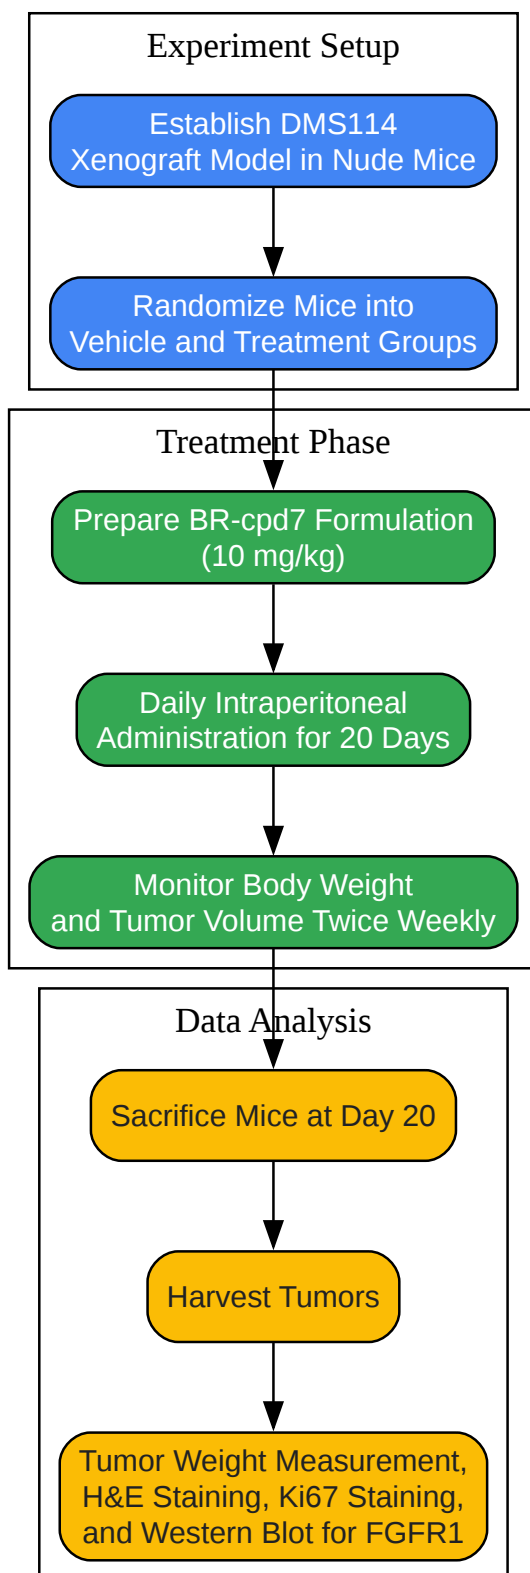 Experiment Setup
Establish DMS114
Xenograft Model in Nude Mice
Randomize Mice into
Vehicle and Treatment Groups
Treatment Phase
Prepare BR-cpd7 Formulation
(10 mg/kg)
Daily Intraperitoneal
Administration for 20 Days
Monitor Body Weight
and Tumor Volume Twice Weekly
Data Analysis
Sacrifice Mice at Day 20
Harvest Tumors
Tumor Weight Measurement,
H&E Staining, Ki67 Staining,
and Western Blot for FGFR1